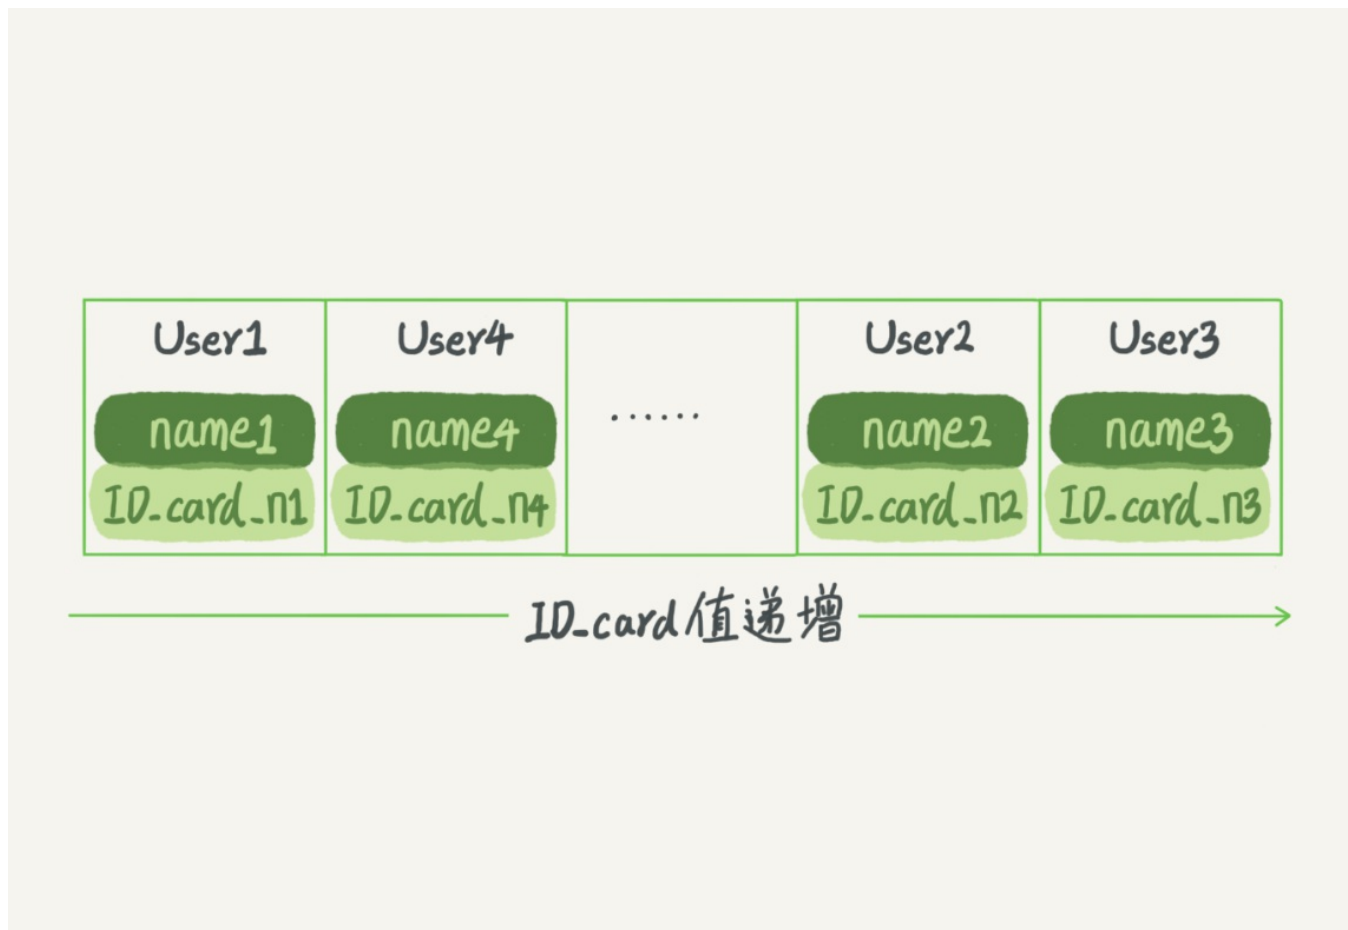 User1 User4 User2 User3
name1 name4 ...... name2 name3
ID_card_n1 ID_card_n4 ID_card_n2 ID_card_n3
ID_card值递增